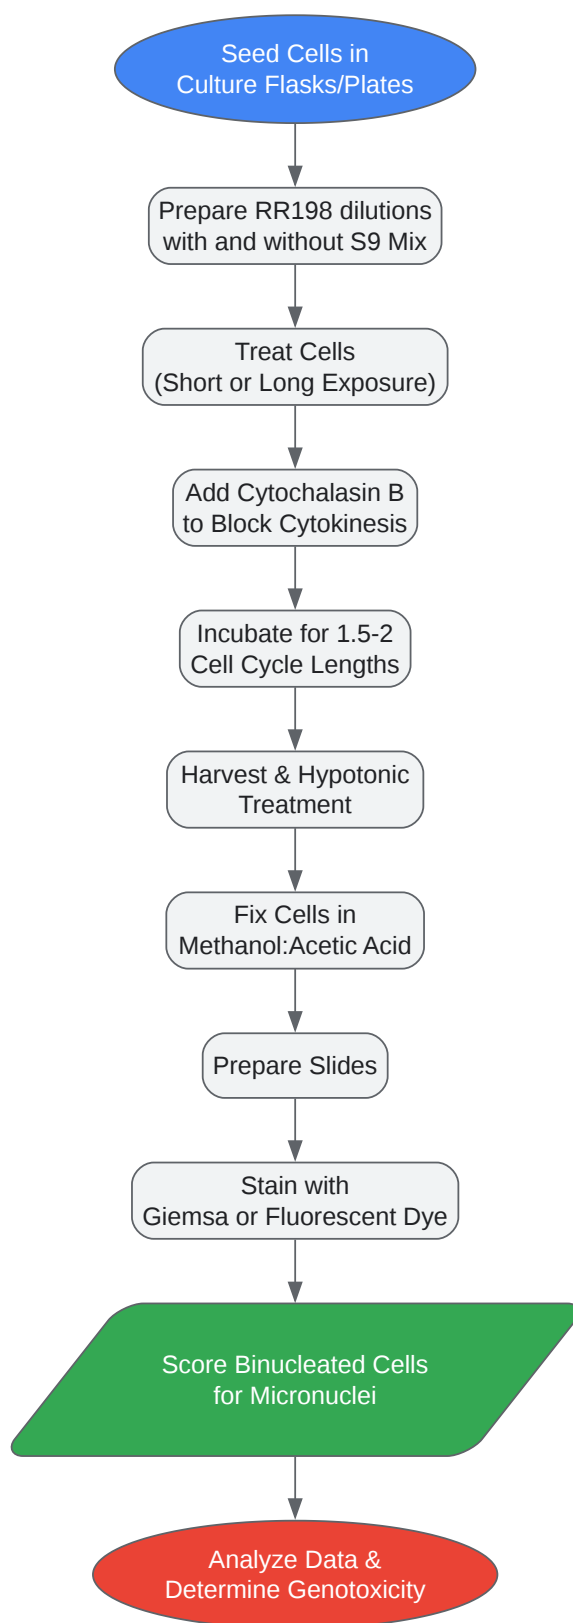 Seed Cells in
Culture Flasks/Plates
Prepare RR198 dilutions
with and without S9 Mix
Treat Cells
(Short or Long Exposure)
Add Cytochalasin B
to Block Cytokinesis
Incubate for 1.5-2
Cell Cycle Lengths
Harvest & Hypotonic
Treatment
Fix Cells in
Methanol:Acetic Acid
Prepare Slides
Stain with
Giemsa or Fluorescent Dye
Score Binucleated Cells
for Micronuclei
Analyze Data &
Determine Genotoxicity